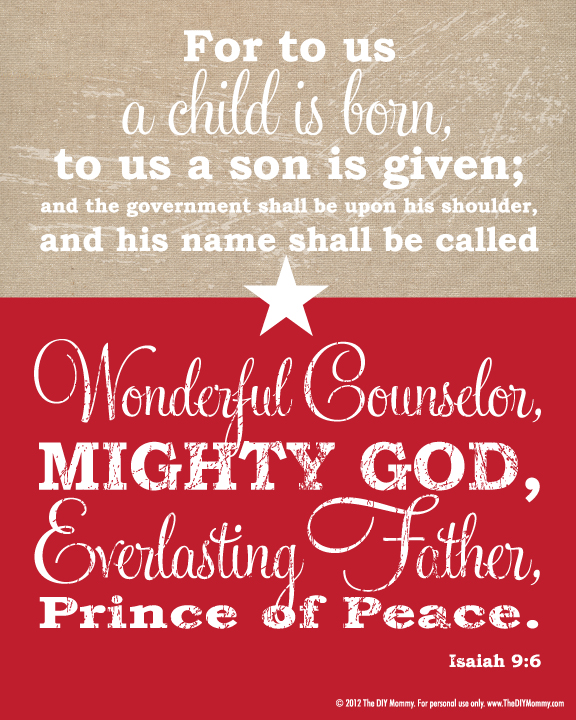 For to us
a child is born,
to us a son is given;
and the government shall be upon his shoulder,
and his name shall be called
Wonderful Counselor,
MIGHTY GOD,
Everlasting Father,
Prince of Peace.
Isaiah 9:6
© 2012 The DIY Mommy. For personal use only. www.TheDIYMommy.com